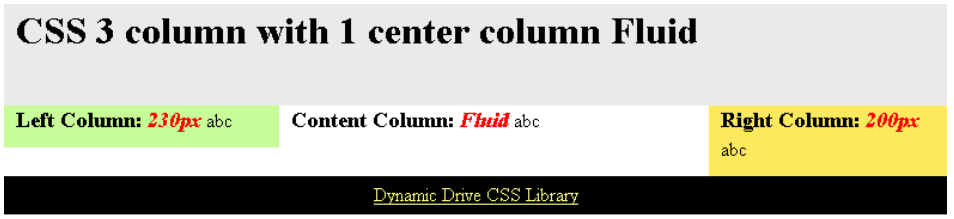 CSS 3 column with 1 center column Fluid
Left Column: 230px abc
Content Column: Fluid abc
Right Column: 200px
abc
Dynamic Drive CSS Library